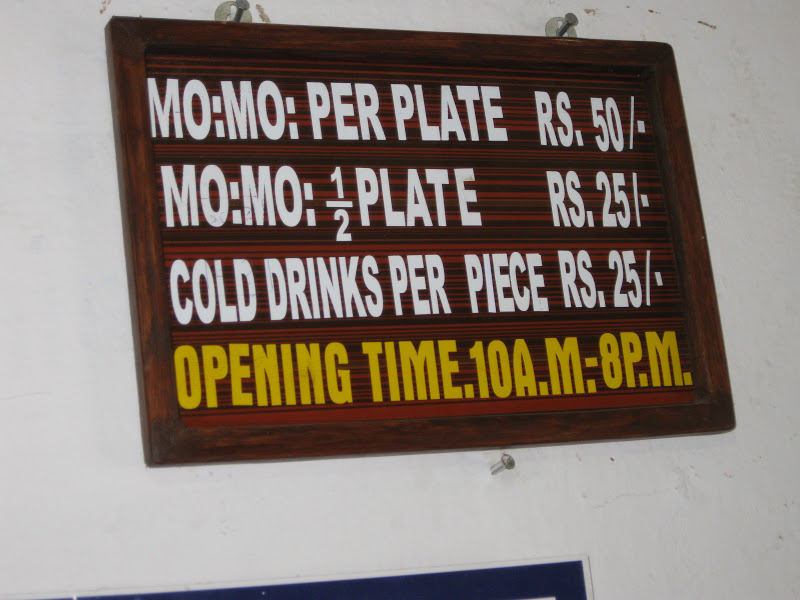 MO:MO: PER PLATE RS. 50/-
MO:MO: 1/2 PLATE RS. 25/-
COLD DRINKS PER PIECE RS. 25/-
OPENING TIME.10A.M.-8P.M.